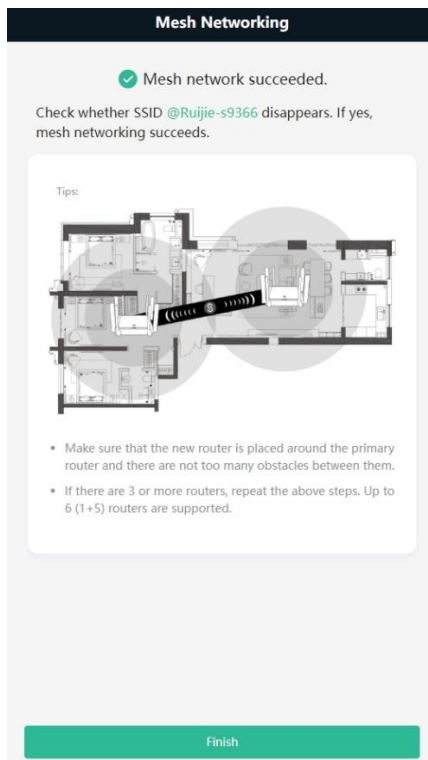 Mesh Networking
Mesh network succeeded.
Check whether SSID @Ruijie-s9366 disappears. If yes,
mesh networking succeeds.
Tips:
• Make sure that the new router is placed around the primary
router and there are not too many obstacles between them.
• If there are 3 or more routers, repeat the above steps. Up to
6 (1+5) routers are supported.
Finish